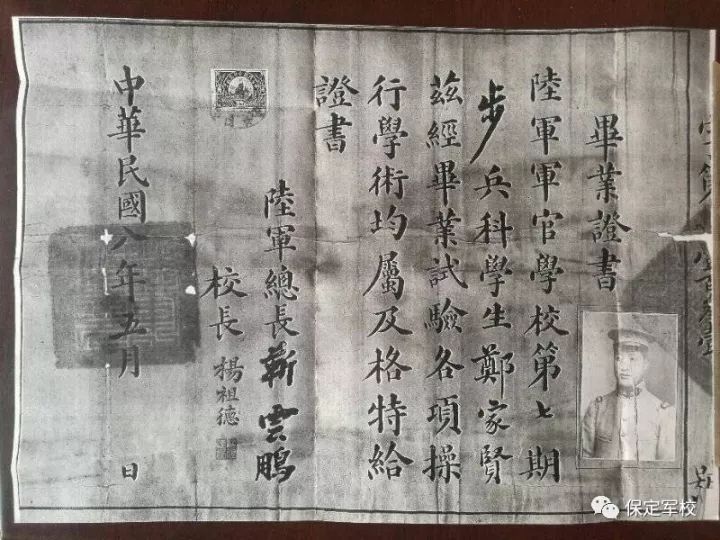 畢業證書
陸軍軍官學校第七期
步兵科學生鄭家賢
茲經畢業試驗各項操
行學術均屬及格特給
證書
陸軍總長 靳雲鵬
校長 楊祖德
中華民國八年五月 日
保定军校